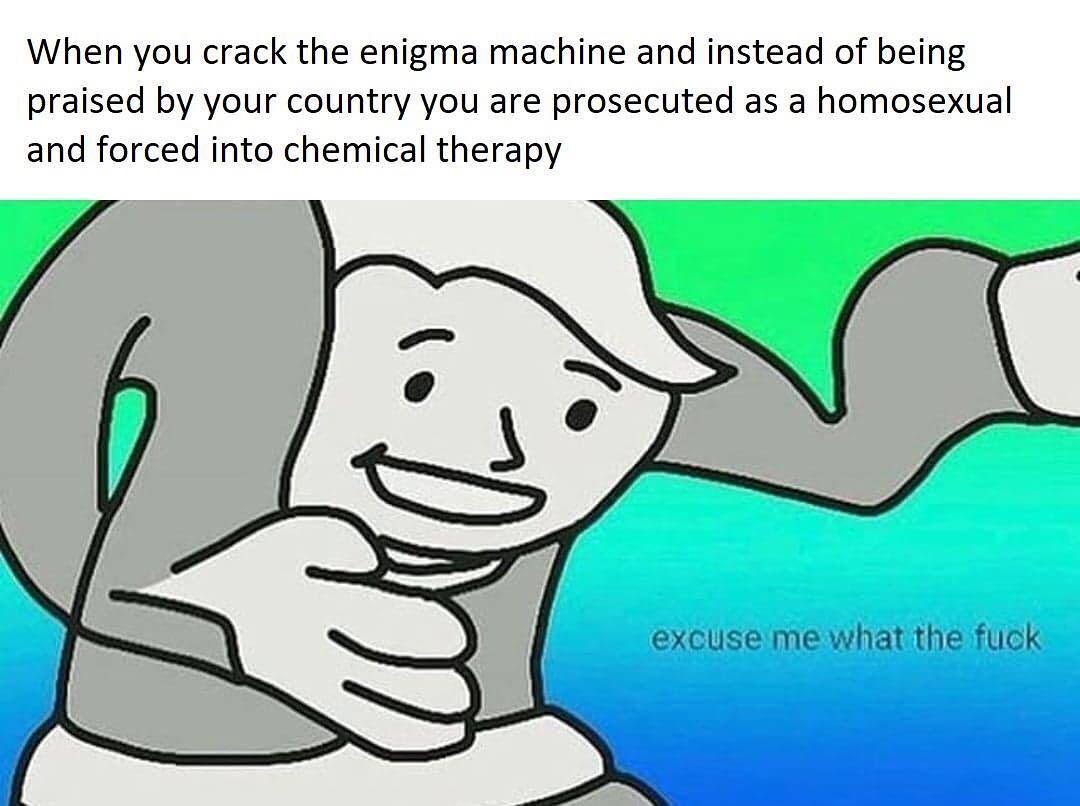 When you crack the enigma machine and instead of being
praised by your country you are prosecuted as a homosexual
and forced into chemical therapy
excuse me what the fuck